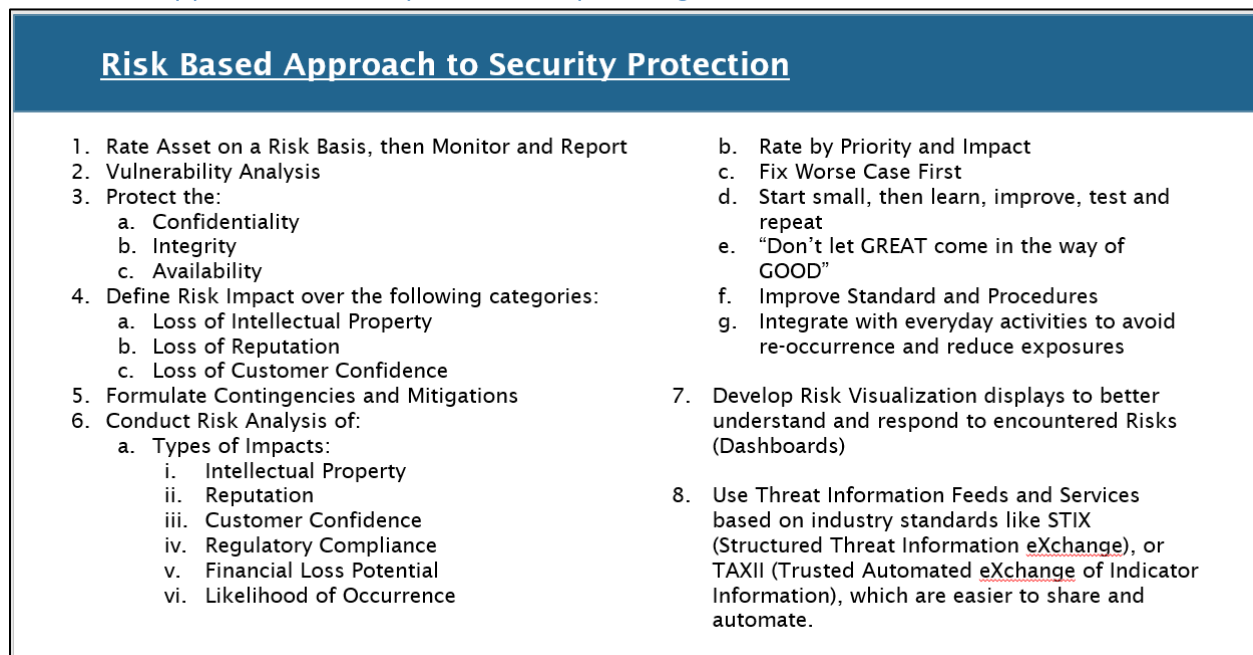 Risk Based Approach to Security Protection
1. Rate Asset on a Risk Basis, then Monitor and Report
2. Vulnerability Analysis
3. Protect the:
a. Confidentiality
b. Integrity
c. Availability
4. Define Risk Impact over the following categories:
a. Loss of Intellectual Property
b. Loss of Reputation
c. Loss of Customer Confidence
5. Formulate Contingencies and Mitigations
6. Conduct Risk Analysis of:
a. Types of Impacts:
i. Intellectual Property
ii. Reputation
iii. Customer Confidence
iv. Regulatory Compliance
v. Financial Loss Potential
vi. Likelihood of Occurrence
b. Rate by Priority and Impact
c. Fix Worse Case First
d. Start small, then learn, improve, test and
repeat
e. “Don’t let GREAT come in the way of
GOOD”
f. Improve Standard and Procedures
g. Integrate with everyday activities to avoid
re-occurrence and reduce exposures
7. Develop Risk Visualization displays to better
understand and respond to encountered Risks
(Dashboards)
8. Use Threat Information Feeds and Services
based on industry standards like STIX
(Structured Threat Information eXchange), or
TAXII (Trusted Automated eXchange of Indicator
Information), which are easier to share and
automate.